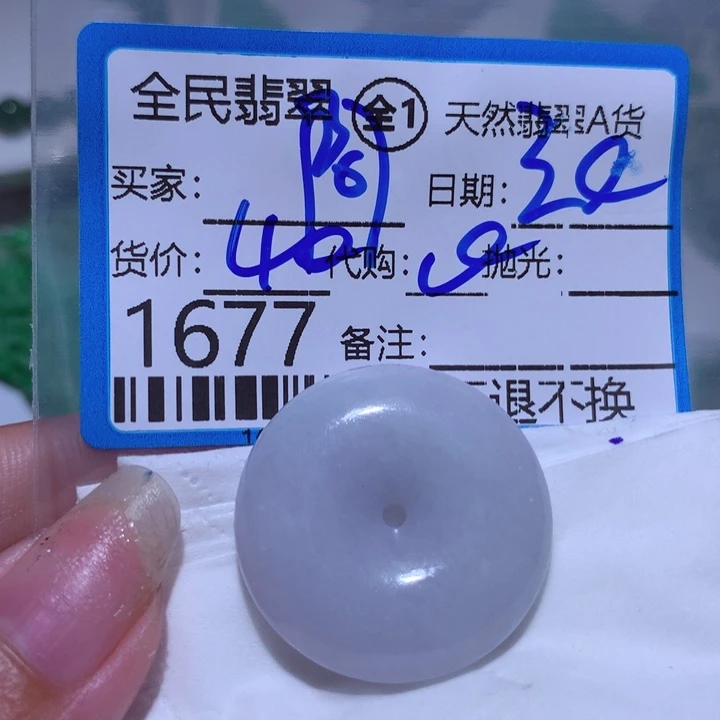 全民翡翠 全1 天然翡翠A货
买家： 日期：
货价： 代购： 抛光：
1677 备注：
退不换